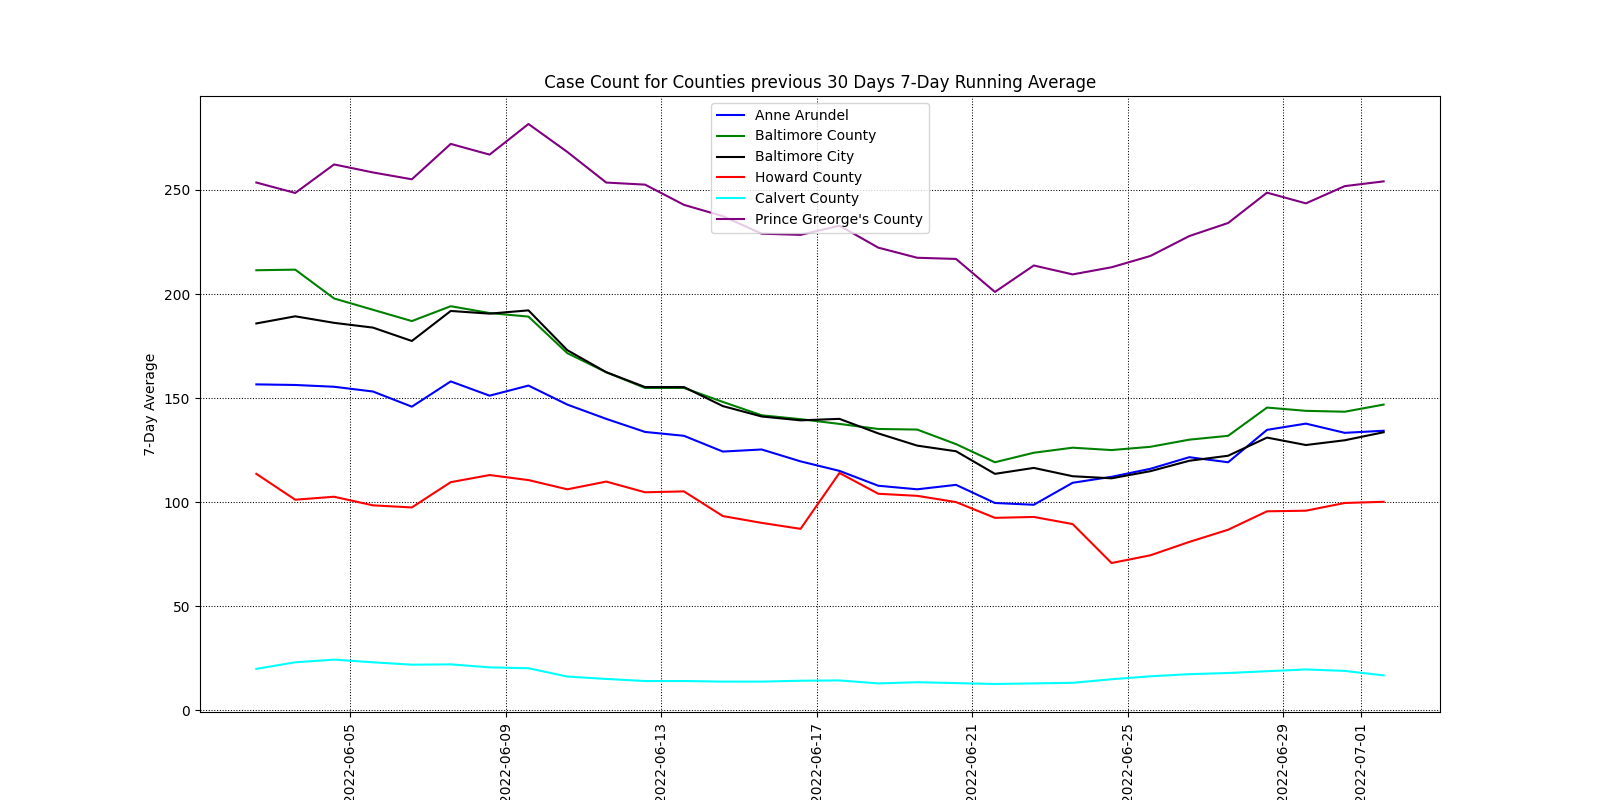 Case Count for Counties previous 30 Days 7-Day Running Average
Anne Arundel
Baltimore County
Baltimore City
Howard County
Calvert County
Prince Greorge's County
7-Day Average
250
200
150
100
50
0
2022-06-05
2022-06-09
2022-06-13
2022-06-17
2022-06-21
2022-06-25
2022-06-29
2022-07-01